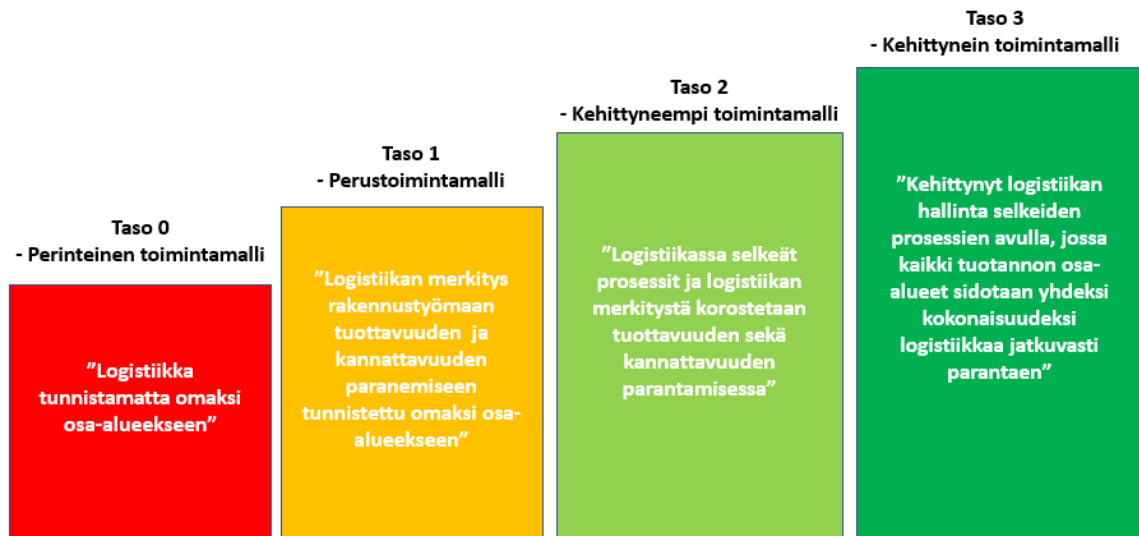 Taso 0
- Perinteinen toimintamalli
”Logistiikka
tunnistamatta omaksi
osa-alueekseen”
Taso 1
- Perustoimintamalli
”Logistiikan merkitys
rakennustyömaan
tuottavuuden ja
kannattavuuden
paranemiseen
tunnistettu omaksi osa-
alueekseen”
Taso 2
- Kehittyneempi toimintamalli
”Logistiikassa selkeät
prosessit ja logistiikan
merkitystä korostetaan
tuottavuuden sekä
kannattavuuden
parantamisessa”
Taso 3
- Kehittynein toimintamalli
”Kehittynyt logistiikan
hallinta selkeiden
prosessien avulla, jossa
kaikki tuotannon osa-
alueet sidotaan yhdeksi
kokonaisuudeksi
logistiikkaa jatkuvasti
parantaen”